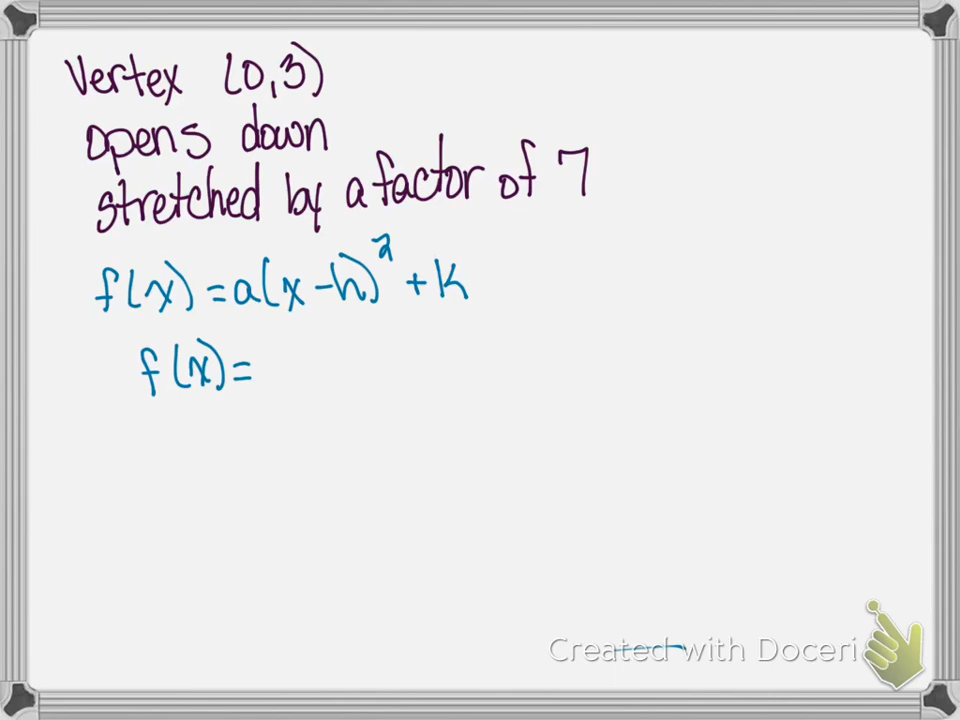 Vertex (0,3)
opens down
stretched by a factor of 7
f(x) = a(x-h)² + k
f(x) =
Created with Doceri